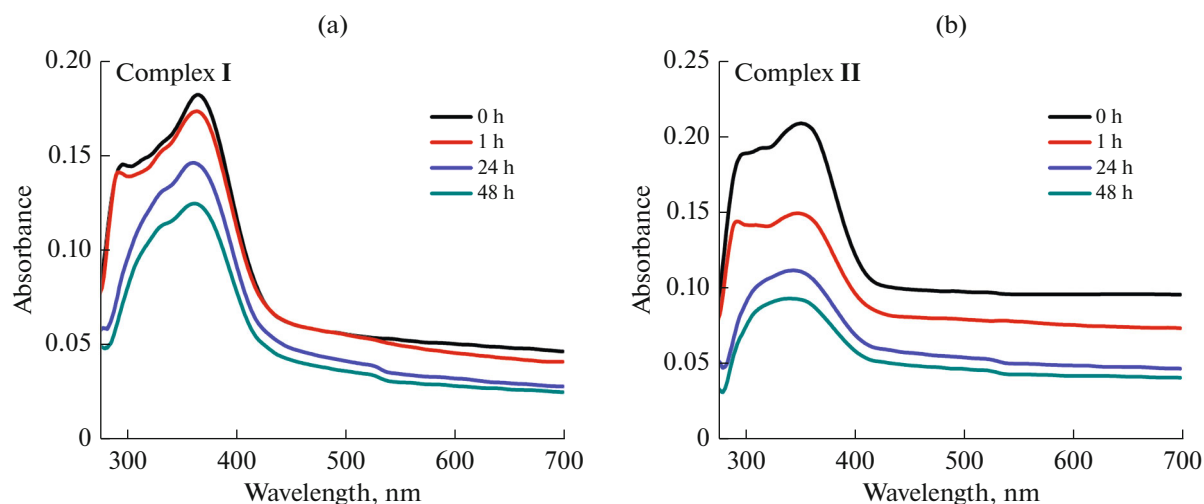 (a)
Complex I
0 h
1 h
24 h
48 h
0.20
0.15
0.10
0.05
0
Absorbance
300
400
500
600
700
Wavelength, nm
(b)
Complex II
0 h
1 h
24 h
48 h
0.25
0.20
0.15
0.10
0.05
0
Absorbance
300
400
500
600
700
Wavelength, nm